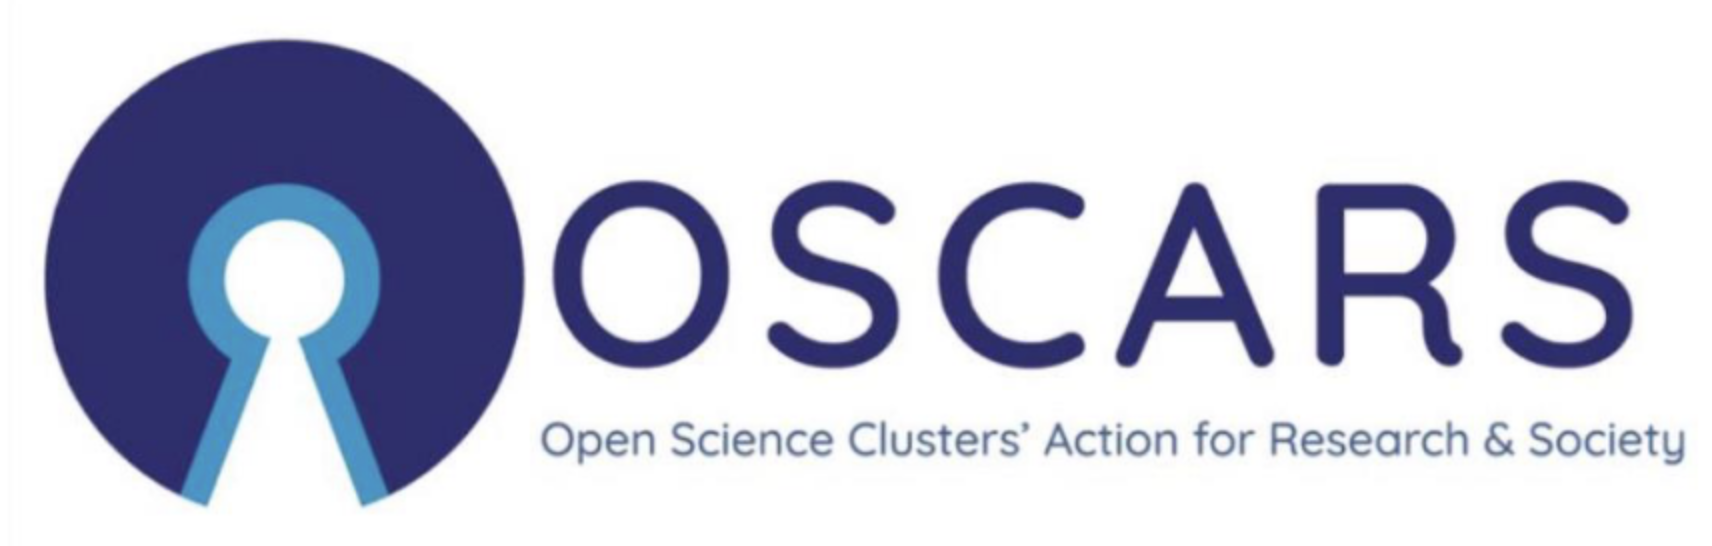 OSCARS
Open Science Clusters’ Action for Research & Society